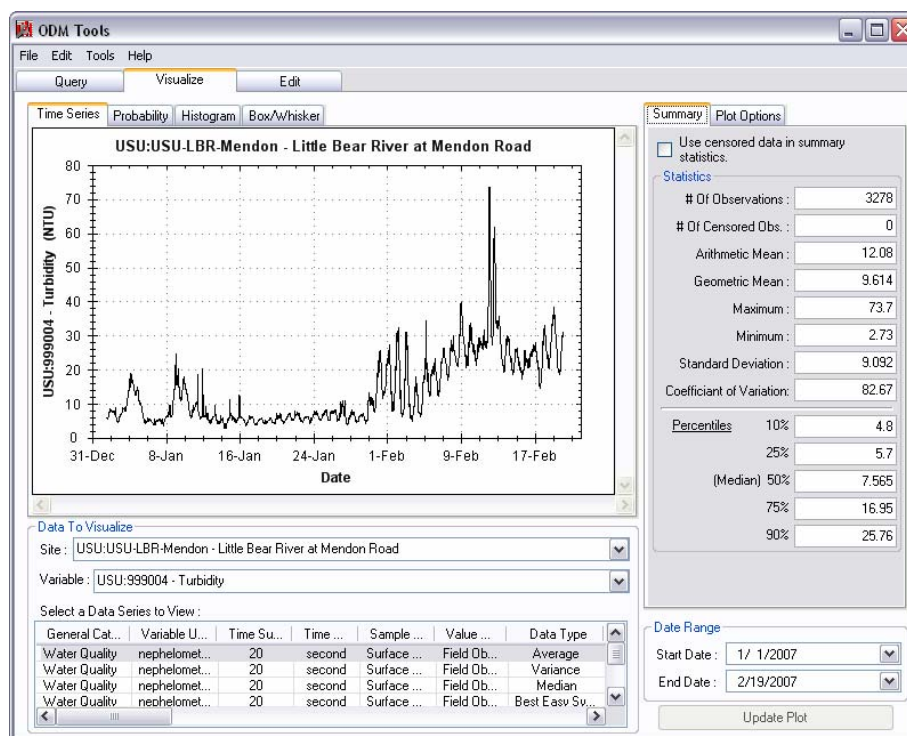 ODM Tools
File Edit Tools Help
Query Visualize Edit
Time Series Probability Histogram Box/Whisker
USU:USU-LBR-Mendon - Little Bear River at Mendon Road
USU:999004 - Turbidity (NTU)
80
70
60
50
40
30
20
10
0
31-Dec 8-Jan 16-Jan 24-Jan 1-Feb 9-Feb 17-Feb
Date
Data To Visualize
Site : USU:USU-LBR-Mendon - Little Bear River at Mendon Road
Variable : USU:999004 - Turbidity
Select a Data Series to View :
General Cat... Variable U... Time Su... Time ... Sample ... Value ... Data Type
Water Quality nephelomet... 20 second Surface ... Field Ob... Average
Water Quality nephelomet... 20 second Surface ... Field Ob... Variance
Water Quality nephelomet... 20 second Surface ... Field Ob... Median
Water Quality nephelomet... 20 second Surface ... Field Ob... Best Easy Sy...
Summary Plot Options
Use censored data in summary
statistics.
Statistics
# Of Observations : 3278
# Of Censored Obs. : 0
Arithmetic Mean : 12.08
Geometric Mean : 9.614
Maximum : 73.7
Minimum : 2.73
Standard Deviation : 9.092
Coefficient of Variation: 82.67
Percentiles 10% 4.8
25% 5.7
(Median) 50% 7.565
75% 16.95
90% 25.76
Date Range
Start Date : 1/ 1/2007
End Date : 2/19/2007
Update Plot